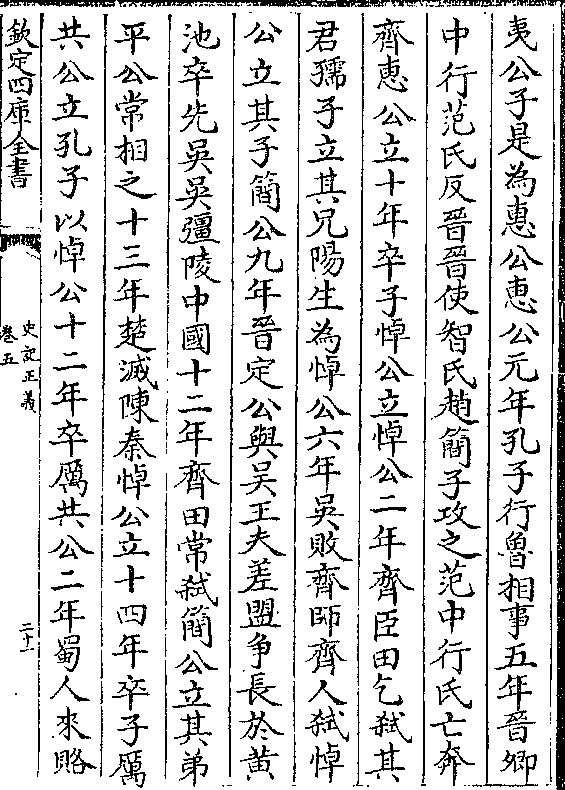 夷公子是為惠公惠公元年孔子行魯相事五年晉卿
中行范氏反晉晉使智氏趙簡子攻之范中行氏亡奔
齊惠公立十年卒子悼公立悼公二年齊臣田乞弑其
君孺子立其兄陽生為悼公六年吳敗齊師齊人弑悼
公立其子簡公九年晉定公與吳王夫差盟爭長於黃
池卒先吳吳彊陵中國十二年齊田常弑簡公立其弟
平公常相之十三年楚滅陳秦悼公立十四年卒子厲
共公立孔子以悼公十二年卒厲共公二年蜀人來賂
欽定四庫全書
史記正義
卷五
二十一